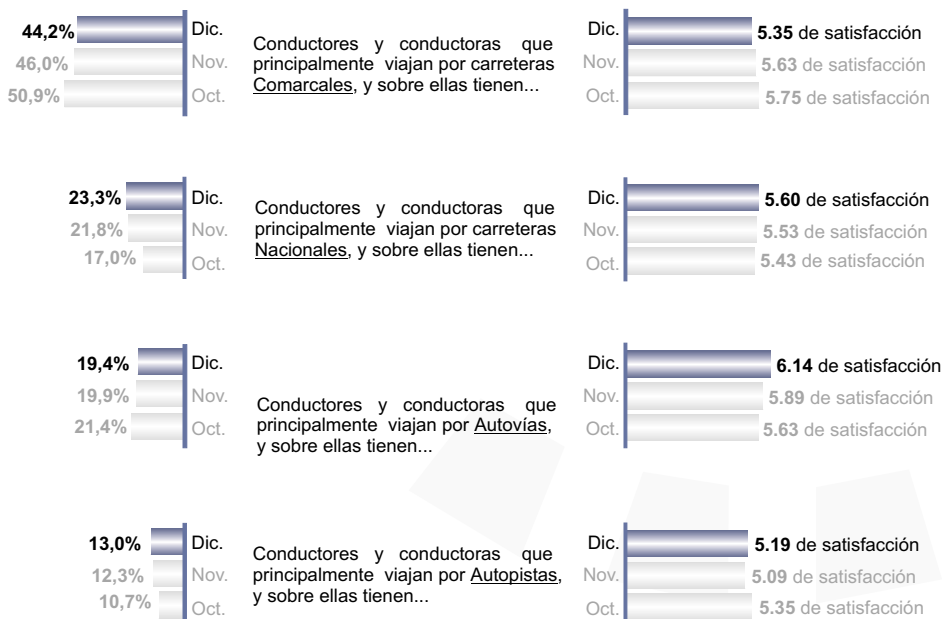 44,2% Dic.
46,0% Nov.
50,9% Oct.
Conductores y conductoras que
principalmente viajan por carreteras
Comarcales, y sobre ellas tienen...
Dic. 5.35 de satisfacción
Nov. 5.63 de satisfacción
Oct. 5.75 de satisfacción
23,3% Dic.
21,8% Nov.
17,0% Oct.
Conductores y conductoras que
principalmente viajan por carreteras
Nacionales, y sobre ellas tienen...
Dic. 5.60 de satisfacción
Nov. 5.53 de satisfacción
Oct. 5.43 de satisfacción
19,4% Dic.
19,9% Nov.
21,4% Oct.
Conductores y conductoras que
principalmente viajan por Autovías,
y sobre ellas tienen...
Dic. 6.14 de satisfacción
Nov. 5.89 de satisfacción
Oct. 5.63 de satisfacción
13,0% Dic.
12,3% Nov.
10,7% Oct.
Conductores y conductoras que
principalmente viajan por Autopistas,
y sobre ellas tienen...
Dic. 5.19 de satisfacción
Nov. 5.09 de satisfacción
Oct. 5.35 de satisfacción